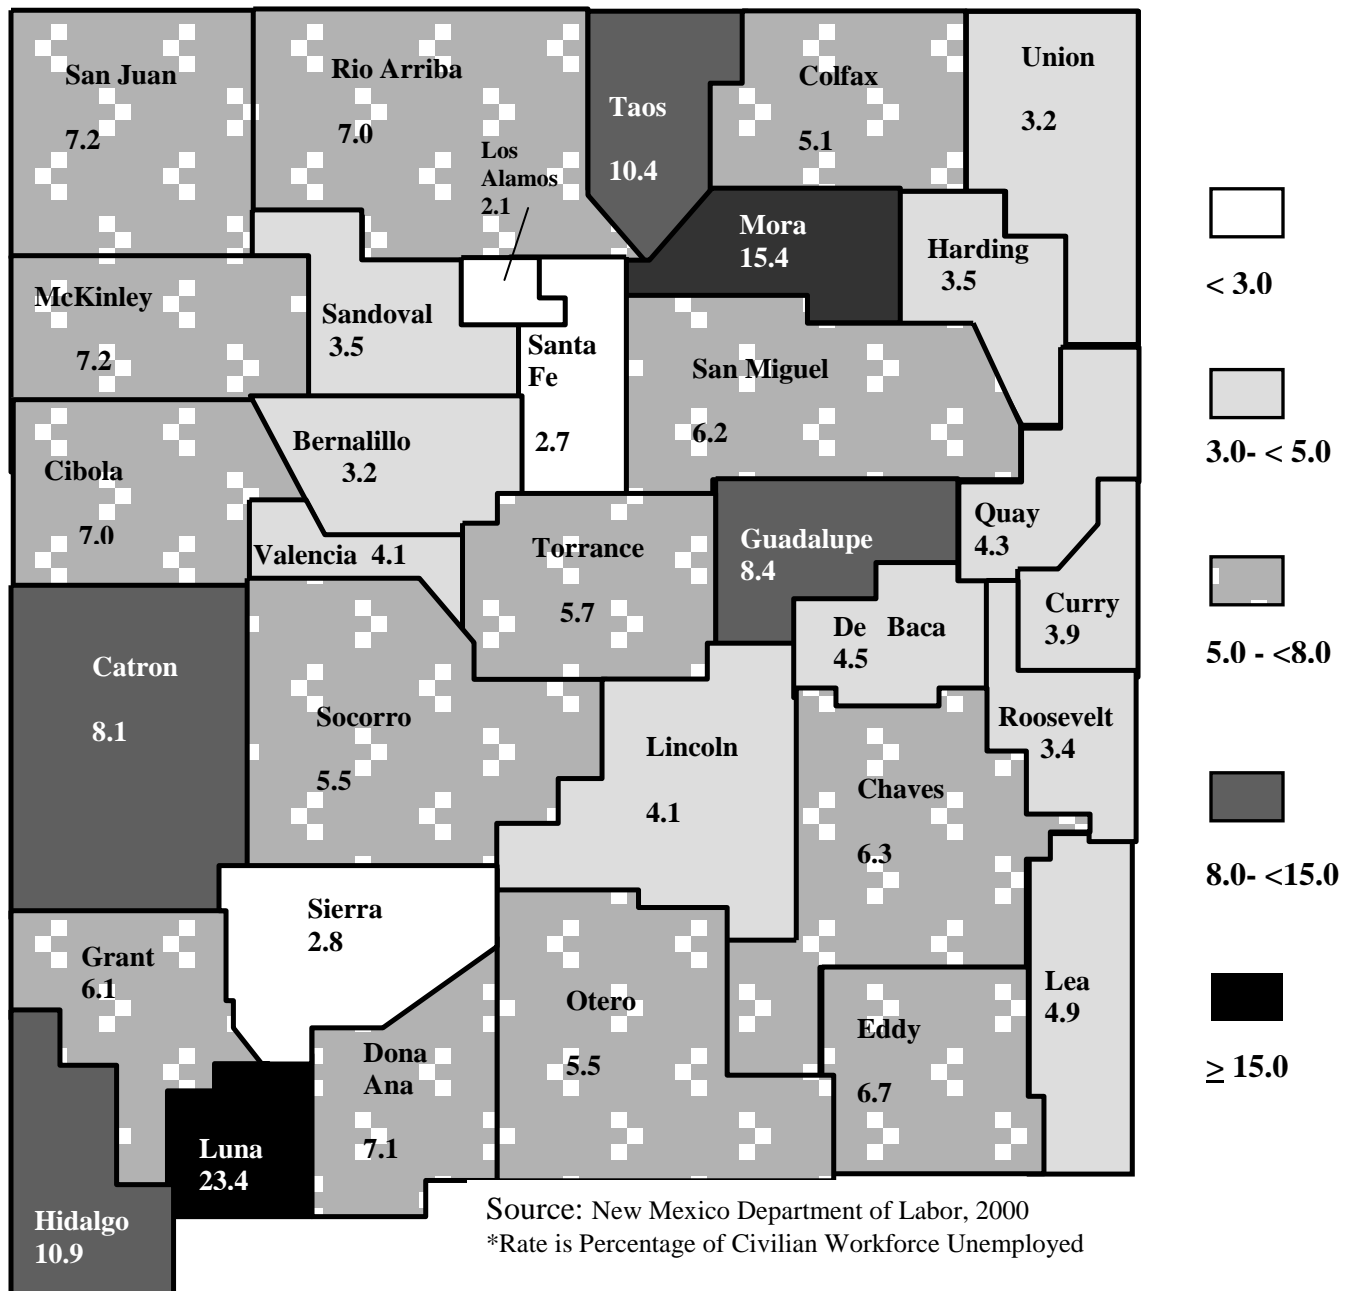 San Juan
7.2
Rio Arriba
7.0
Los
Alamos
2.1
Taos
10.4
Colfax
5.1
Union
3.2
Mora
15.4
Harding
3.5
McKinley
7.2
Sandoval
3.5
Santa
Fe
2.7
San Miguel
6.2
Bernalillo
3.2
Cibola
7.0
Valencia 4.1
Torrance
5.7
Guadalupe
8.4
Quay
4.3
Curry
3.9
De Baca
4.5
Catron
8.1
Socorro
5.5
Lincoln
4.1
Roosevelt
3.4
Chaves
6.3
Sierra
2.8
Grant
6.1
Otero
5.5
Lea
4.9
Eddy
6.7
Dona
Ana
7.1
Luna
23.4
Hidalgo
10.9
< 3.0
3.0- < 5.0
5.0 - <8.0
8.0- <15.0
≥ 15.0
Source: New Mexico Department of Labor, 2000
*Rate is Percentage of Civilian Workforce Unemployed